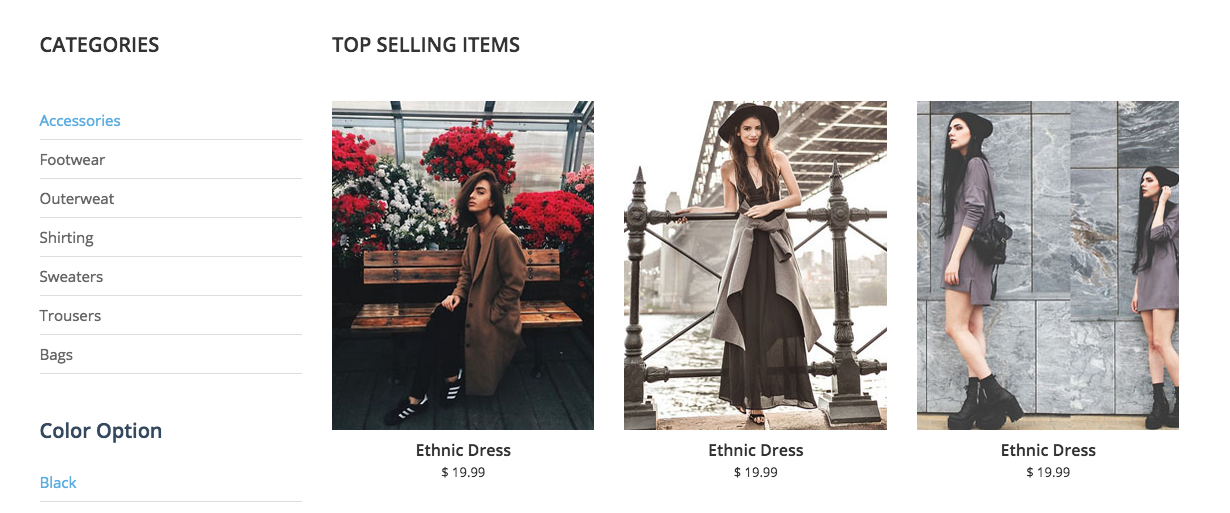 CATEGORIES
Accessories
Footwear
Outerweat
Shirting
Sweaters
Trousers
Bags
Color Option
Black
TOP SELLING ITEMS
Ethnic Dress
$ 19.99
Ethnic Dress
$ 19.99
Ethnic Dress
$ 19.99